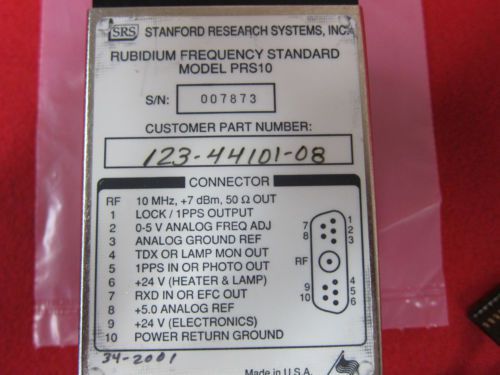 SRS STANFORD RESEARCH SYSTEMS, INC.
RUBIDIUM FREQUENCY STANDARD
MODEL PRS10
S/N: 007873
CUSTOMER PART NUMBER:
123-44101-08
CONNECTOR
RF 10 MHz, +7 dBm, 50 Ω OUT
1 LOCK / 1PPS OUTPUT
2 0-5 V ANALOG FREQ ADJ
3 ANALOG GROUND REF
4 TDX OR LAMP MON OUT
5 1PPS IN OR PHOTO OUT
6 +24 V (HEATER & LAMP)
7 RXD IN OR EFC OUT
8 +5.0 ANALOG REF
9 +24 V (ELECTRONICS)
10 POWER RETURN GROUND
7
8
1
2
3
RF
9
10
4
5
6
34-2001
Made in U.S.A.